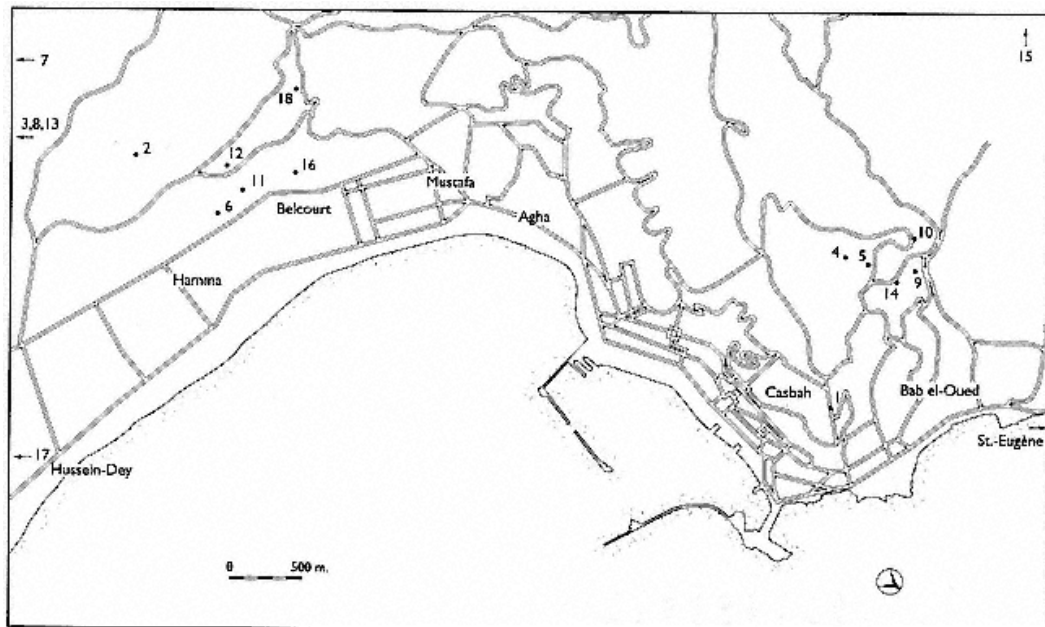 7
15
18
3,8,13
2
12
16
11
Mustafa
6
Belcourt
Agha
10
4
5
9
Hamma
14
Casbah
1
Bab el-Oued
St.-Eugène
17
Hussein-Dey
0 500 m.